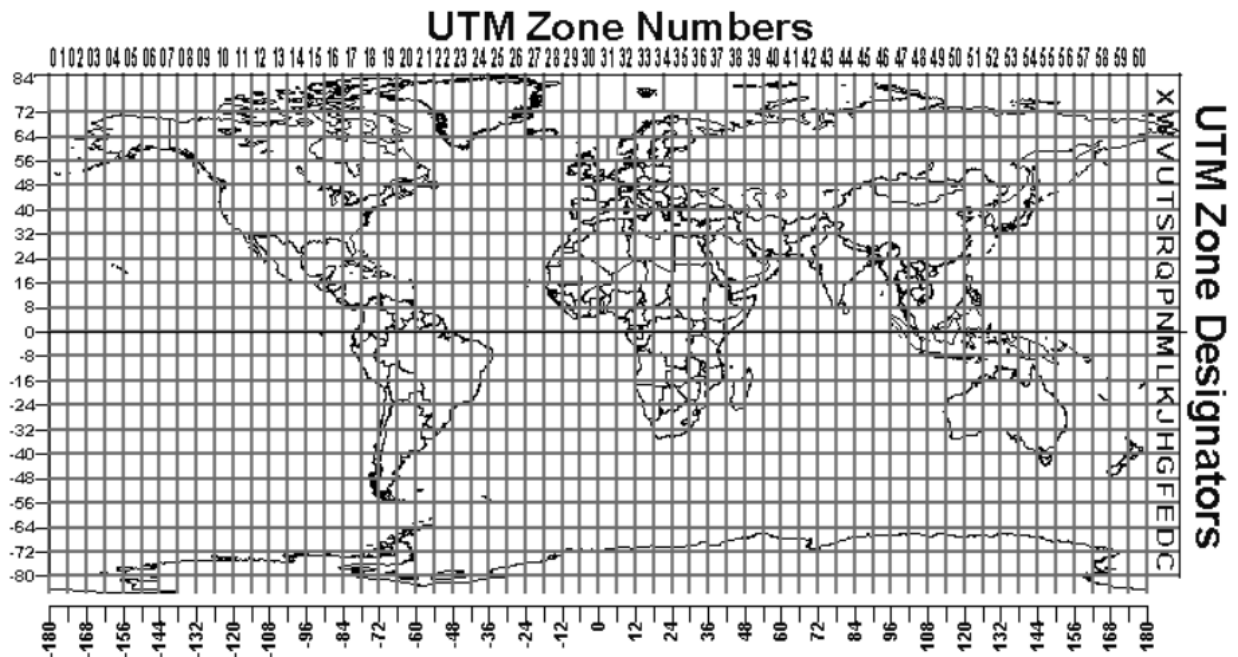 UTM Zone Numbers
01 02 03 04 05 06 07 08 09 10 11 12 13 14 15 16 17 18 19 20 21 22 23 24 25 26 27 28 29 30 31 32 33 34 35 36 37 38 39 40 41 42 43 44 45 46 47 48 49 50 51 52 53 54 55 56 57 58 59 60
84
72
64
56
48
40
32
24
16
8
0
-8
-16
-24
-32
-40
-48
-56
-64
-72
-80
X
W
V
U
T
S
R
Q
P
N
M
L
K
J
H
G
F
E
D
C
UTM Zone Designators
-180 -168 -156 -144 -132 -120 -108 -96 -84 -72 -60 -48 -36 -24 -12 0 12 24 36 48 60 72 84 96 108 120 132 144 156 168 180